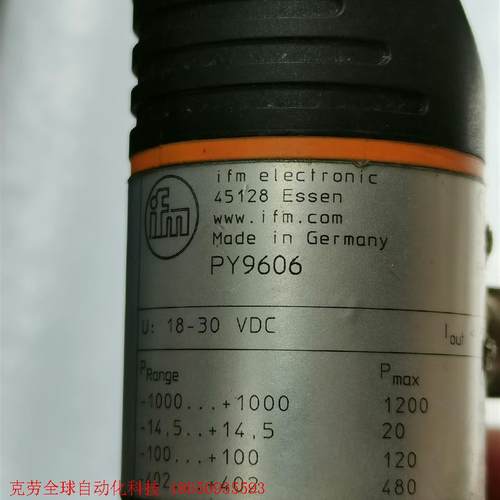 ifm electronic
45128 Essen
www.ifm.com
Made in Germany
ifm
PY9606
U: 18-30 VDC Iout
PRange Pmax
-1000...+1000 1200
-14,5..+14,5 20
-100...+100 120
480
克劳全球自动化科技